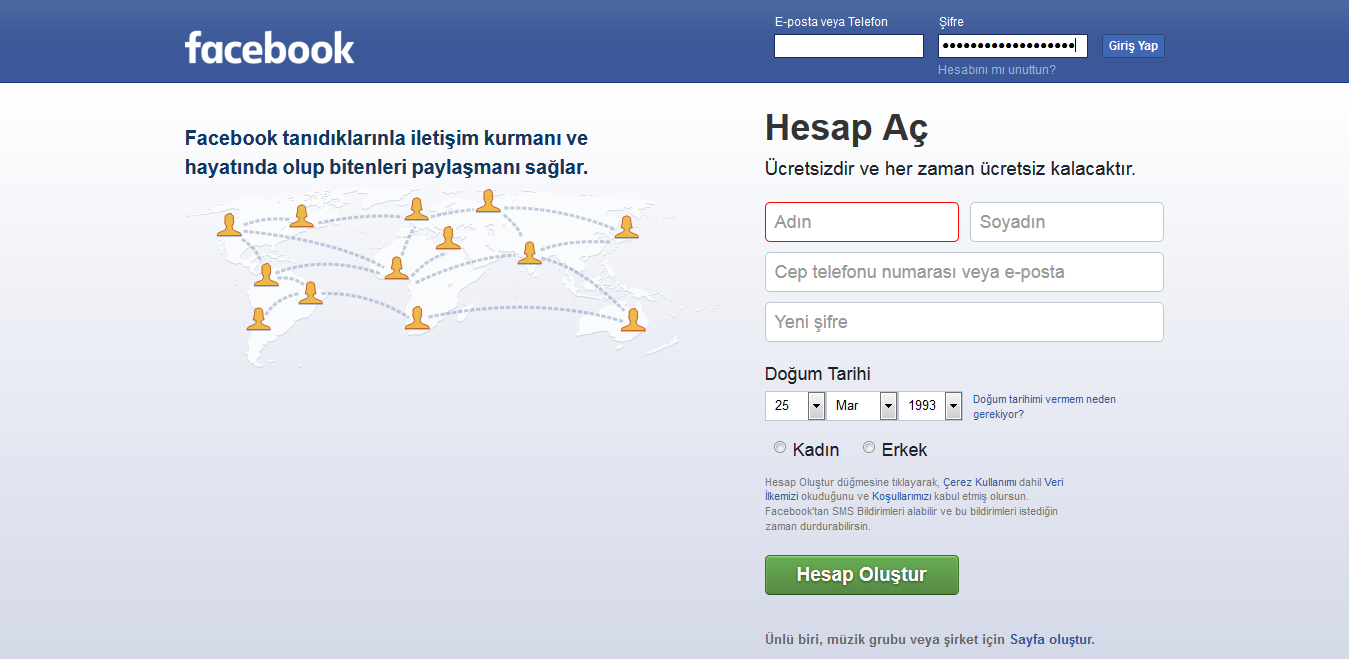 facebook
E-posta veya Telefon
Şifre
Giriş Yap
Hesabını mı unuttun?
Facebook tanıdıklarınla iletişim kurmanı ve
hayatında olup bitenleri paylaşmanı sağlar.
Hesap Aç
Ücretsizdir ve her zaman ücretsiz kalacaktır.
Adın
Soyadın
Cep telefonu numarası veya e-posta
Yeni şifre
Doğum Tarihi
25 Mar 1993
Doğum tarihimi vermem neden
gerekiyor?
Kadın Erkek
Hesap Oluştur düğmesine tıklayarak, Çerez Kullanımı dahil Veri
İlkemizi okuduğunu ve Koşullarımızı kabul etmiş olursun.
Facebook'tan SMS Bildirimleri alabilir ve bu bildirimleri istediğin
zaman durdurabilirsin.
Hesap Oluştur
Ünlü biri, müzik grubu veya şirket için Sayfa oluştur.